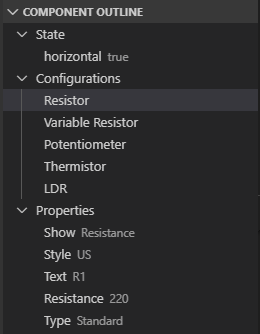 COMPONENT OUTLINE
State
horizontal true
Configurations
Resistor
Variable Resistor
Potentiometer
Thermistor
LDR
Properties
Show Resistance
Style US
Text R1
Resistance 220
Type Standard